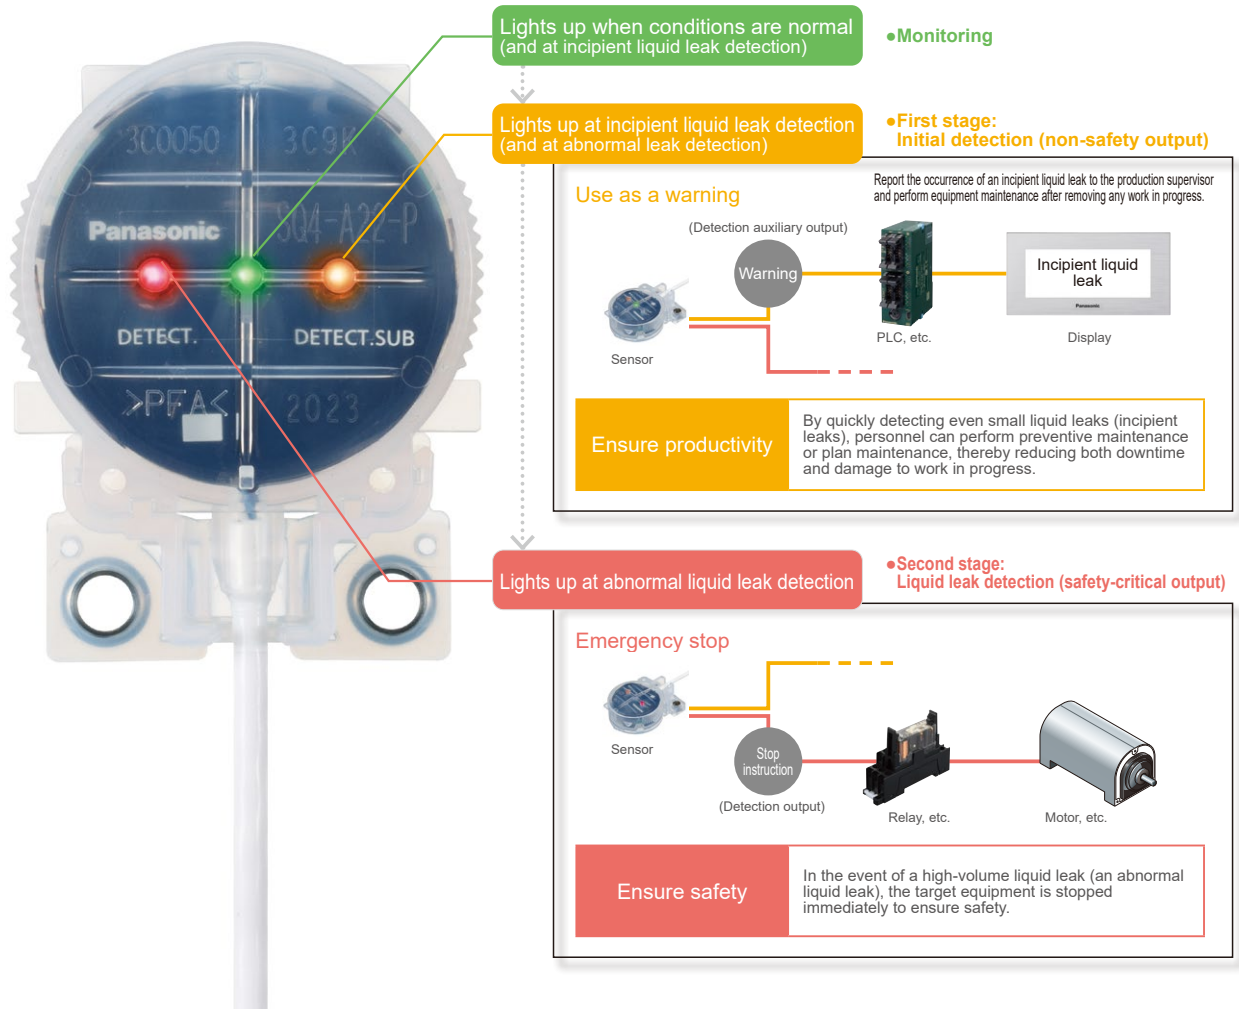 Lights up when conditions are normal
(and at incipient liquid leak detection)
●Monitoring
Lights up at incipient liquid leak detection
(and at abnormal leak detection)
●First stage:
Initial detection (non-safety output)
3C0050
3C9K
Panasonic
SQ4-A22-P
DETECT.
DETECT.SUB
>PFA<
2023
Use as a warning
Report the occurrence of an incipient liquid leak to the production supervisor
and perform equipment maintenance after removing any work in progress.
(Detection auxiliary output)
Warning
Incipient liquid
leak
Panasonic
Sensor
PLC, etc.
Display
Ensure productivity
By quickly detecting even small liquid leaks (incipient
leaks), personnel can perform preventive maintenance
or plan maintenance, thereby reducing both downtime
and damage to work in progress.
Lights up at abnormal liquid leak detection
●Second stage:
Liquid leak detection (safety-critical output)
Emergency stop
Sensor
Stop
instruction
(Detection output)
Relay, etc.
Motor, etc.
Ensure safety
In the event of a high-volume liquid leak (an abnormal
liquid leak), the target equipment is stopped
immediately to ensure safety.